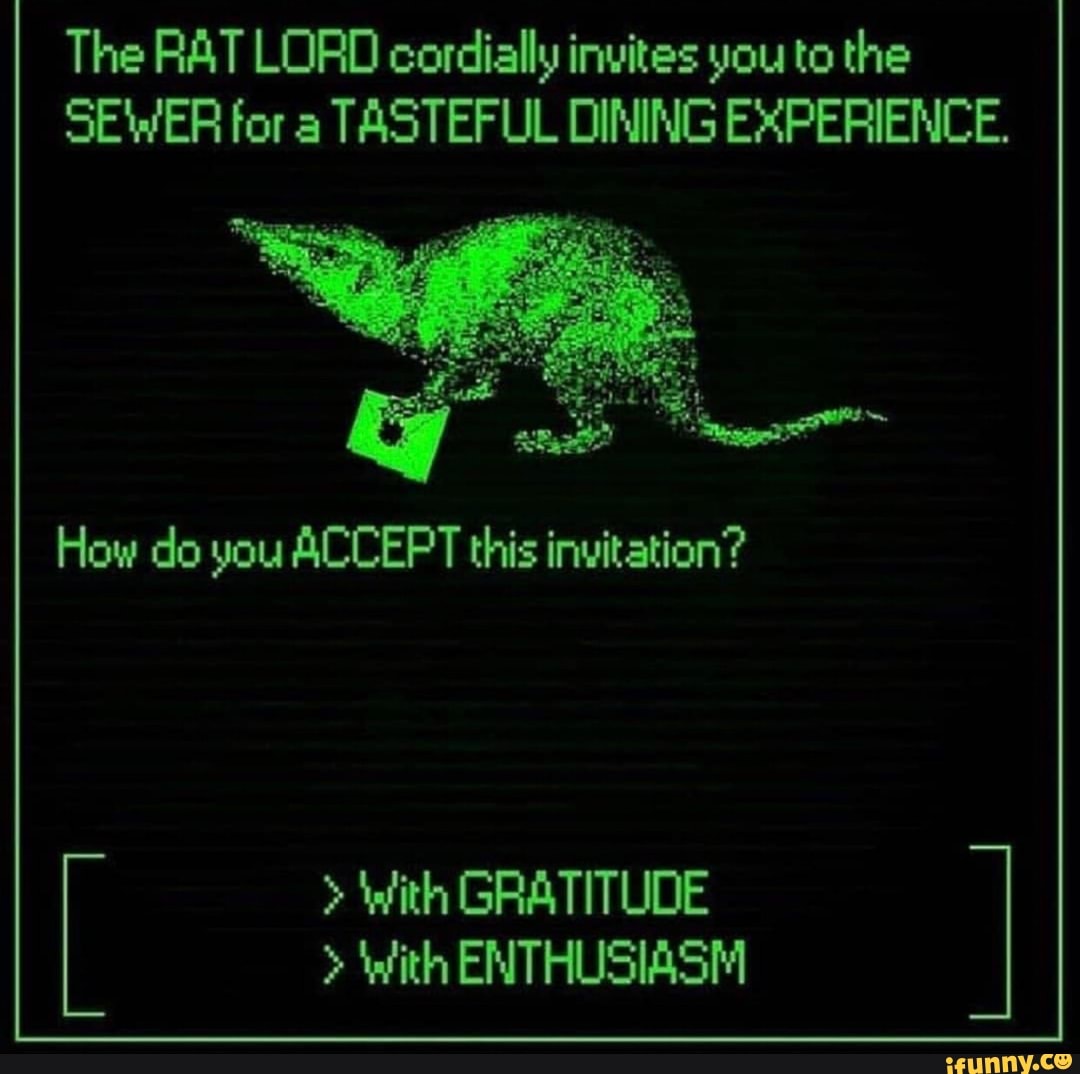 The RAT LORD cordially invites you to the
SEWER for a TASTEFUL DINING EXPERIENCE.
How do you ACCEPT this invitation?
> With GRATITUDE
> With ENTHUSIASM
ifunny.co